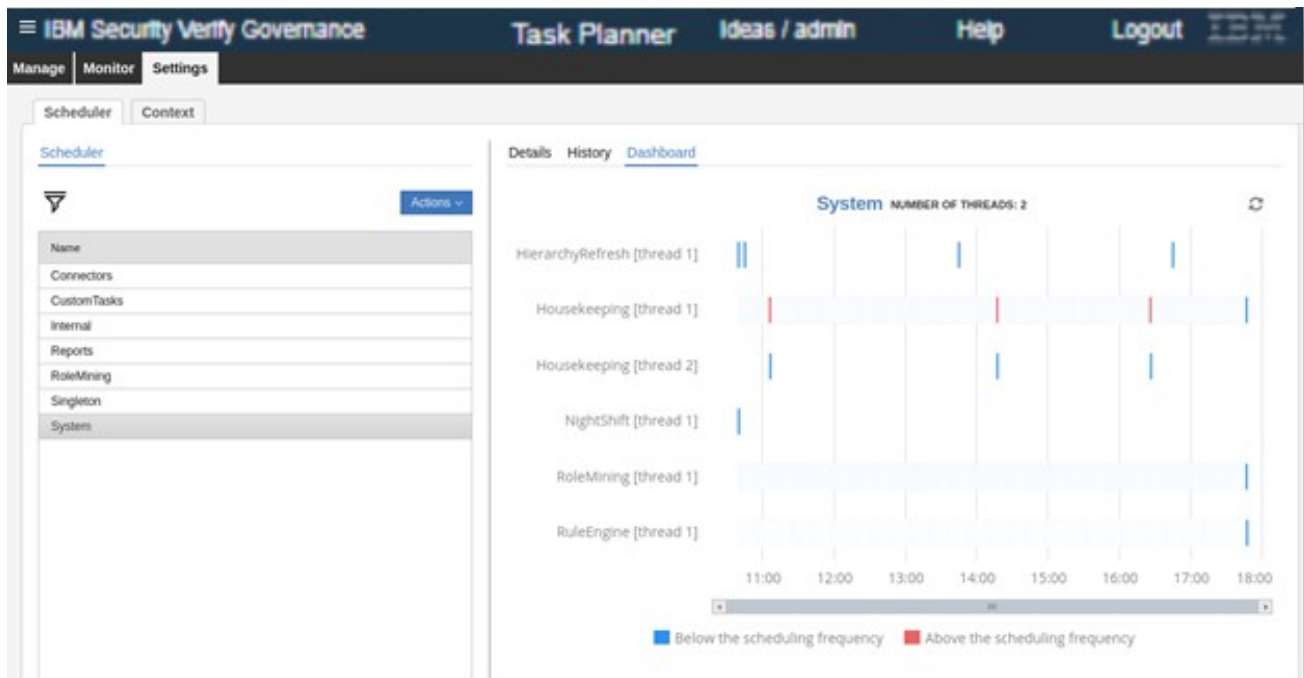 IBM Security Verify Governance Task Planner Ideas / admin Help Logout IBM
Manage Monitor Settings
Scheduler Context
Scheduler
Details History Dashboard
Actions
System NUMBER OF THREADS: 2
Name
Connectors
CustomTasks
Internal
Reports
RoleMining
Singleton
System
HierarchyRefresh [thread 1]
Housekeeping [thread 1]
Housekeeping [thread 2]
NightShift [thread 1]
RoleMining [thread 1]
RuleEngine [thread 1]
11:00 12:00 13:00 14:00 15:00 16:00 17:00 18:00
Below the scheduling frequency Above the scheduling frequency